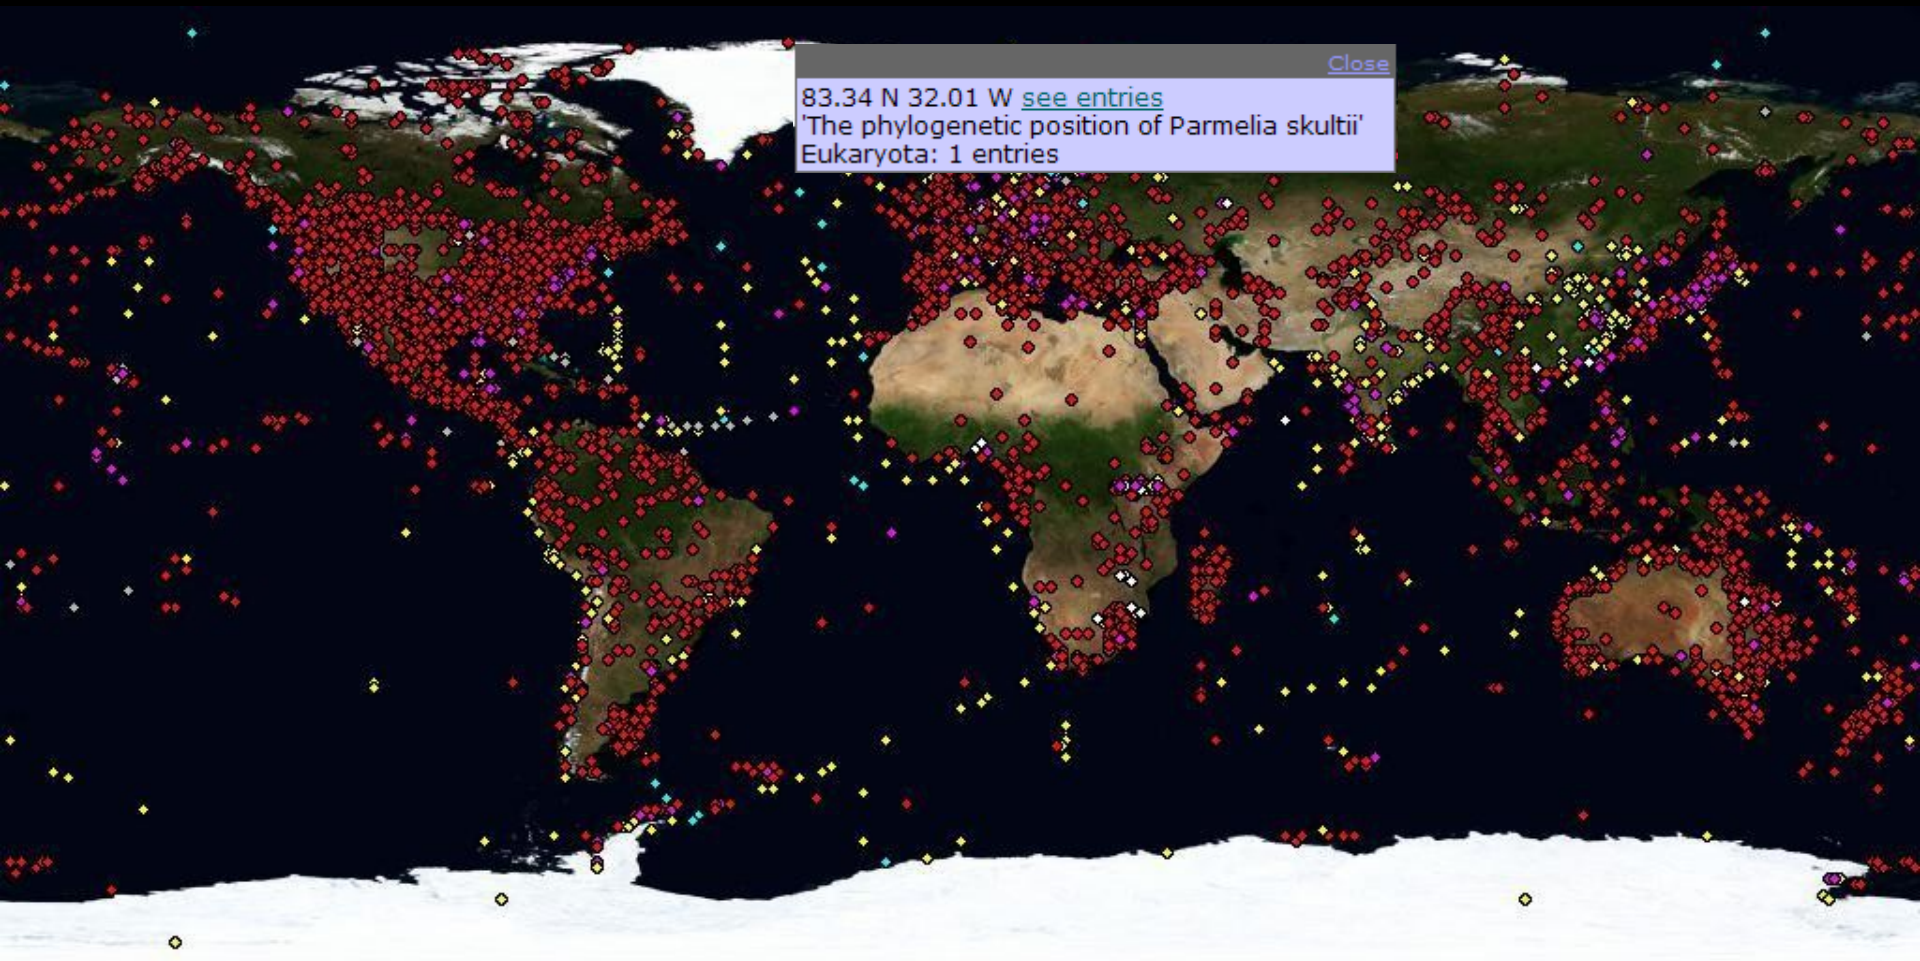 Close
83.34 N 32.01 W see entries
'The phylogenetic position of Parmelia skultii'
Eukaryota: 1 entries